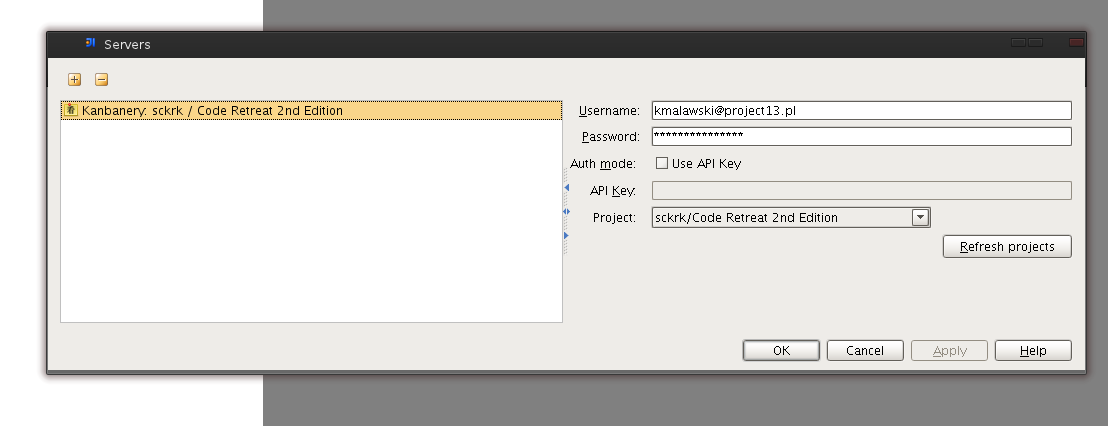 Servers
Kanbanery: sckrk / Code Retreat 2nd Edition
Username: kmalawski@project13.pl
Password: ***************
Auth mode: Use API Key
API Key:
Project: sckrk/Code Retreat 2nd Edition
Refresh projects
OK Cancel Apply Help